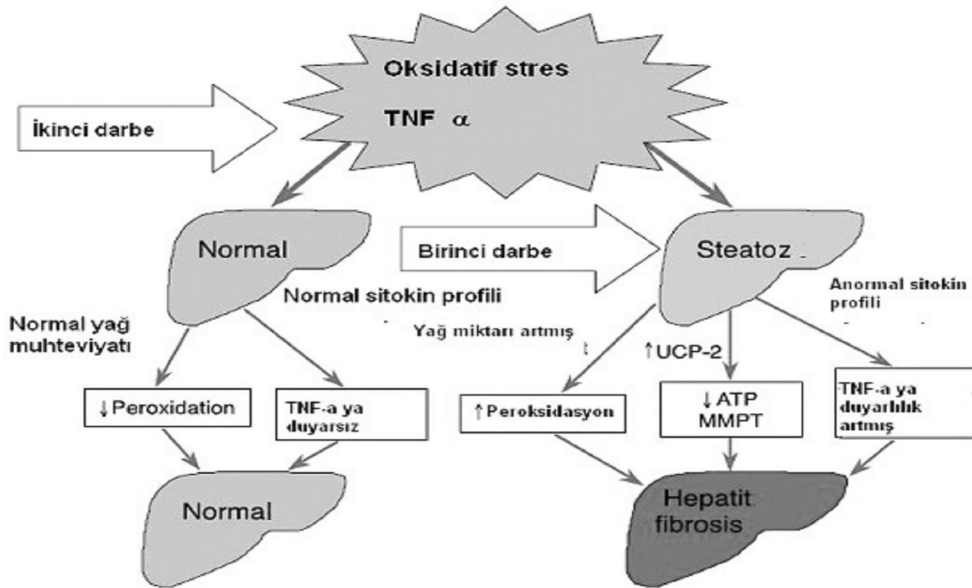 Oksidatif stres
TNF α
İkinci darbe
Normal
Birinci darbe
Steatoz
Normal sitokin profili
Anormal sitokin
profili
Normal yağ
muhteviyatı
Yağ miktarı artmış
↑UCP-2
↓Peroxidation
TNF-a ya
duyarsız
↑Peroksidasyon
↓ATP
MMPT
TNF-a ya
duyarlılık
artmış
Normal
Hepatit
fibrosis